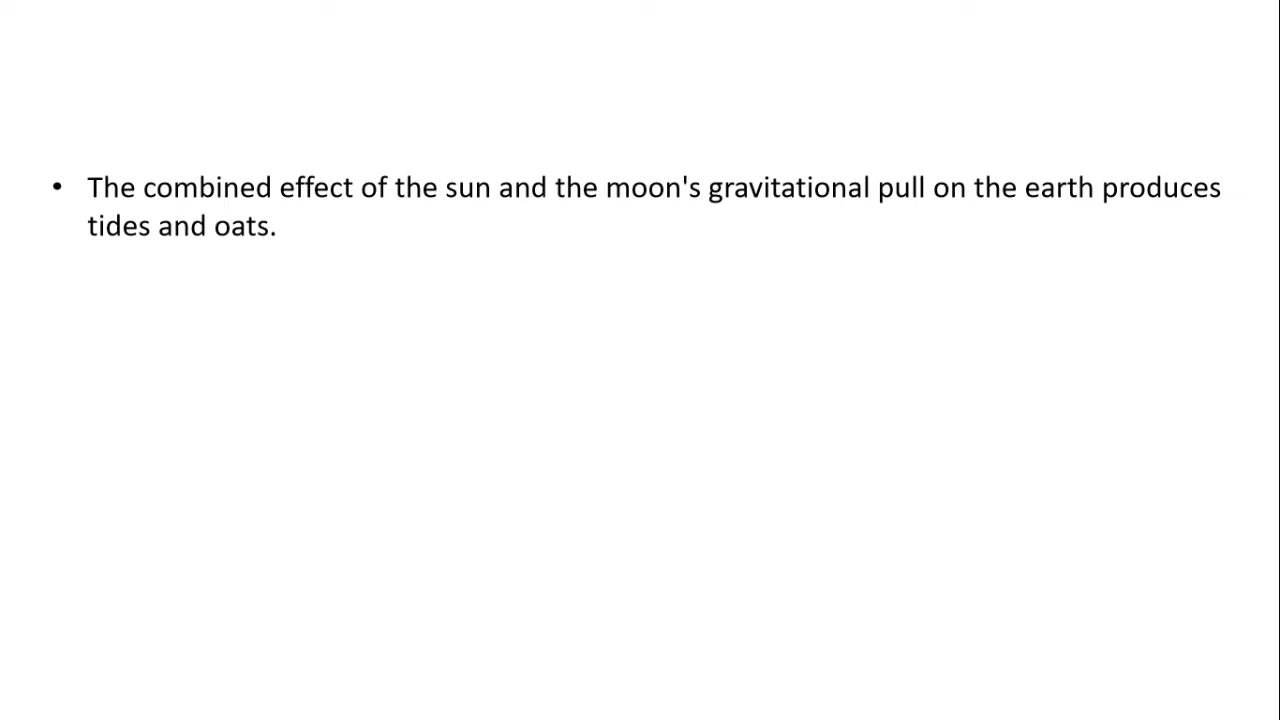 • The combined effect of the sun and the moon's gravitational pull on the earth produces
tides and oats.